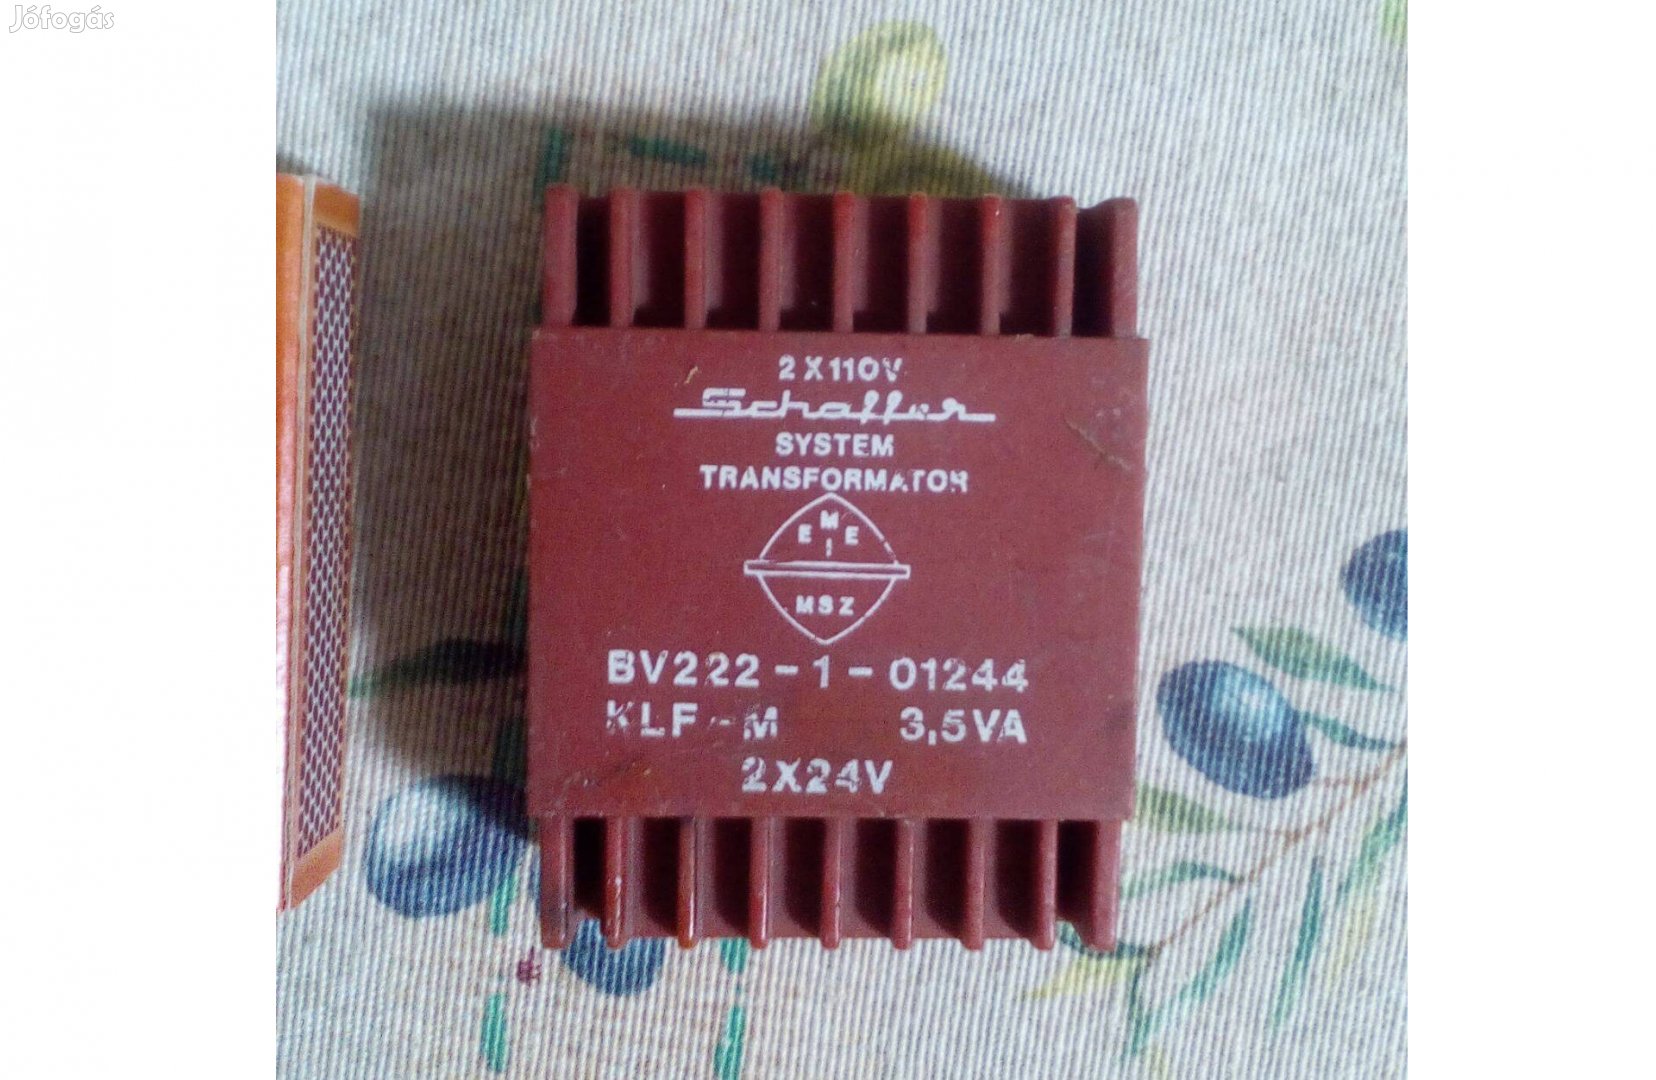 Jófogás
2X110V
Schaffer
SYSTEM
TRANSFORMATOR
M
E E
I
MSZ
BV222-1-01244
KLF-M 3,5VA
2X24V